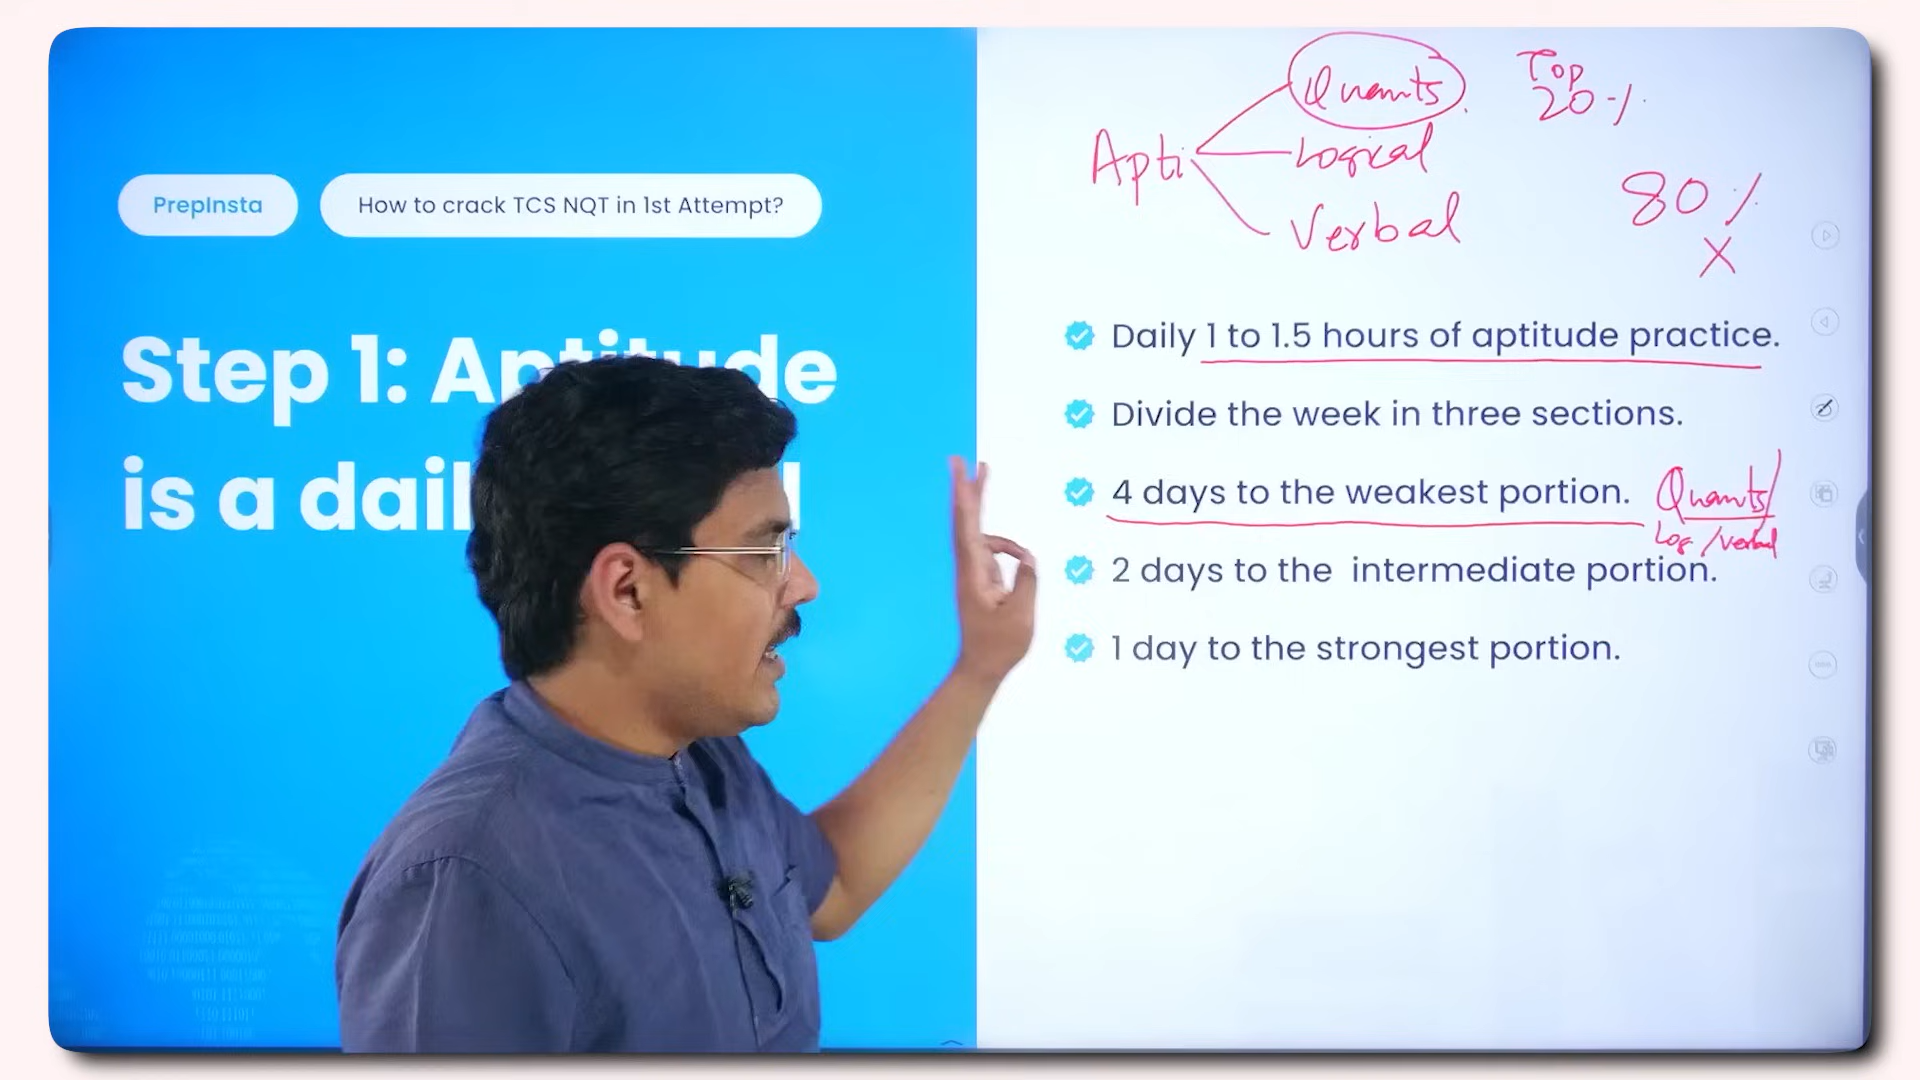 PrepInsta
How to crack TCS NQT in 1st Attempt?
Step 1: Aptitude
is a dail
Apti
Quants
Logical
Verbal
Top
20%
80%
X
Daily 1 to 1.5 hours of aptitude practice.
Divide the week in three sections.
4 days to the weakest portion.
Quants/
Log/verbal
2 days to the intermediate portion.
1 day to the strongest portion.